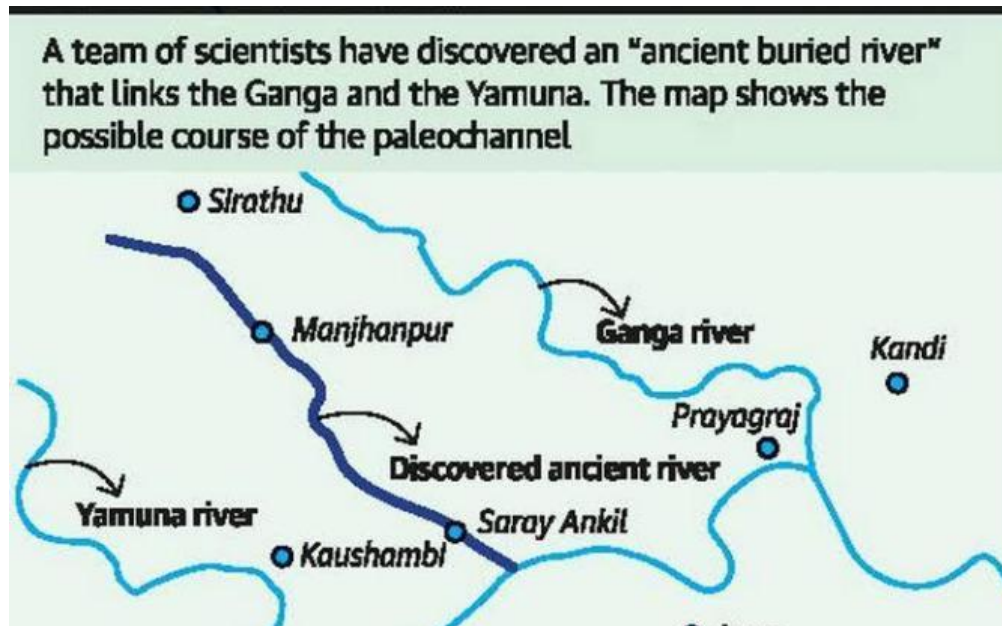 A team of scientists have discovered an "ancient buried river"
that links the Ganga and the Yamuna. The map shows the
possible course of the paleochannel
Sirathu
Manjhanpur
Ganga river
Kandi
Prayagraj
Discovered ancient river
Yamuna river
Saray Ankil
Kaushambi